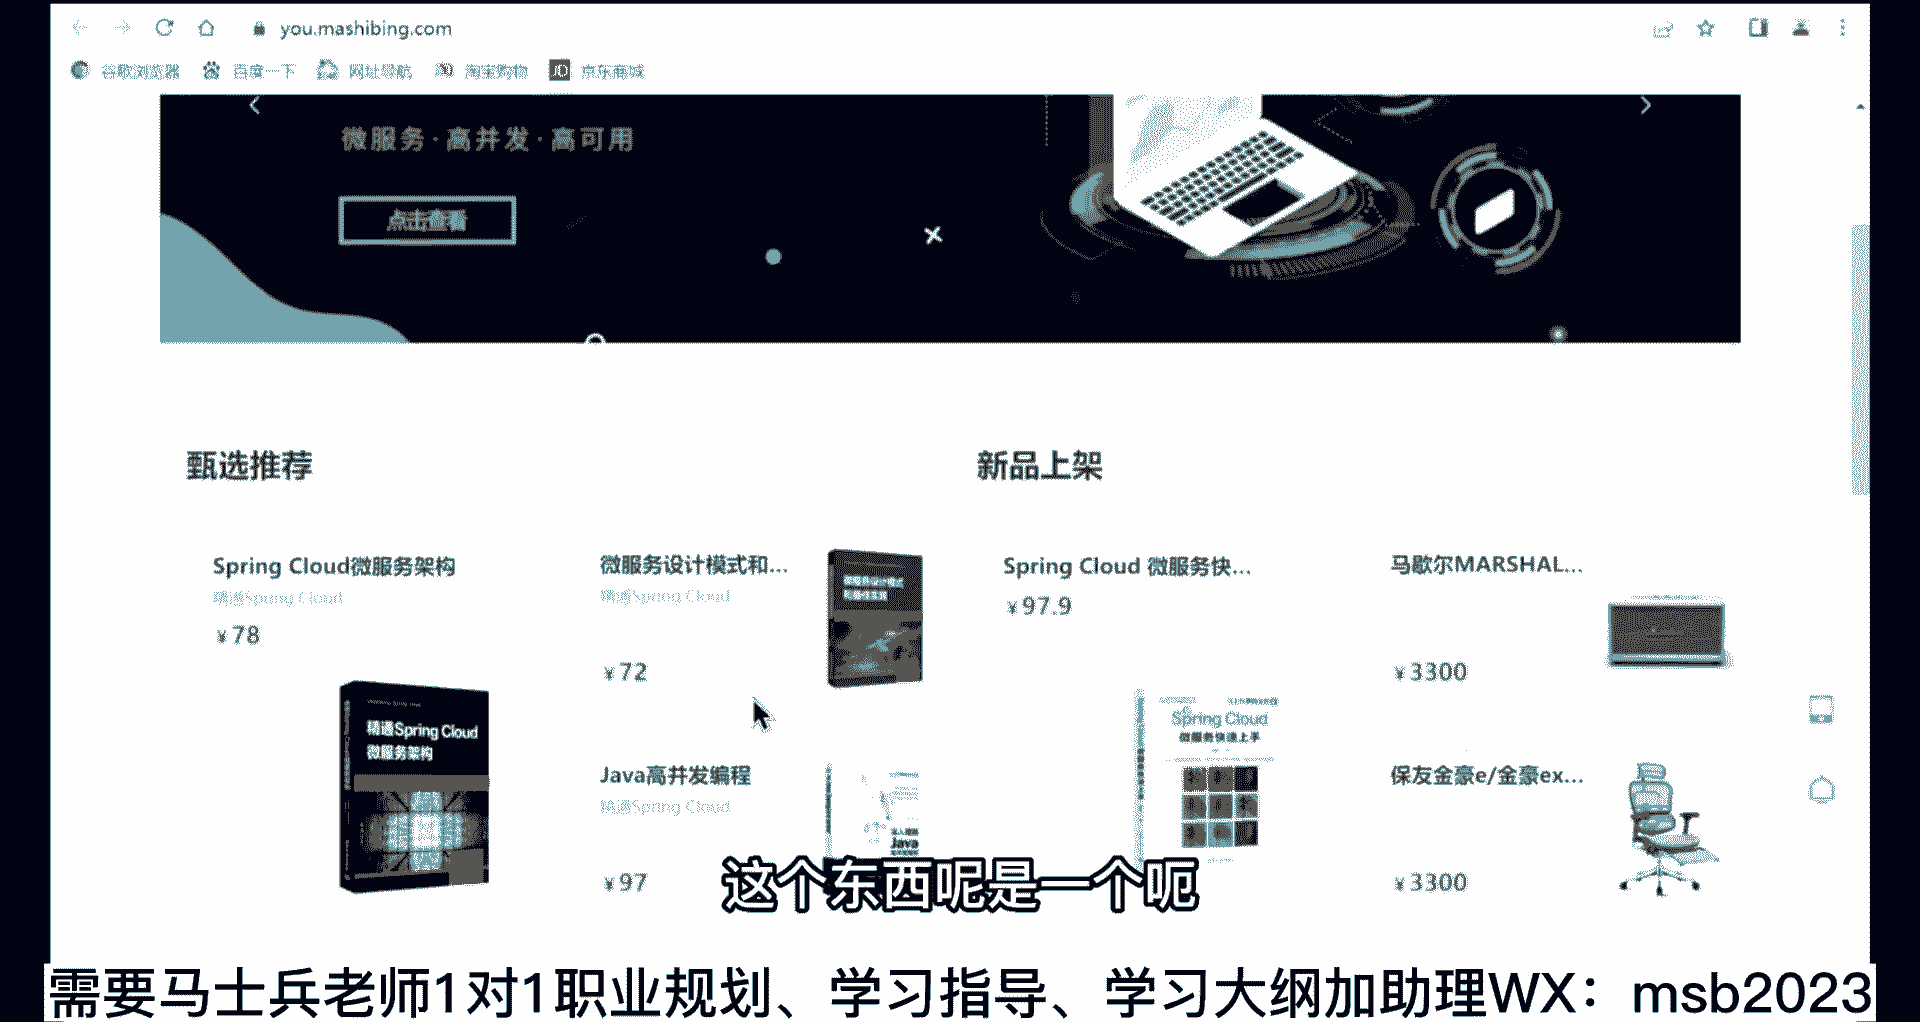 you.mashibing.com
谷歌浏览器 百度一下 网址导航 淘宝购物 JD 京东商城
微服务·高并发·高可用
点击查看
甄选推荐
新品上架
Spring Cloud微服务架构
精通Spring Cloud
¥78
精通Spring Cloud
微服务架构
微服务设计模式和...
精通Spring Cloud
¥72
微服务设计模式
Java高并发编程
精通Spring Cloud
¥97
Java
Spring Cloud 微服务快...
¥97.9
Spring Cloud
微服务快速上手
马歇尔MARSHAL...
¥3300
保友金豪e/金豪ex...
¥3300
这个东西呢是一个呃
需要马士兵老师1对1职业规划、学习指导、学习大纲加助理WX：msb2023